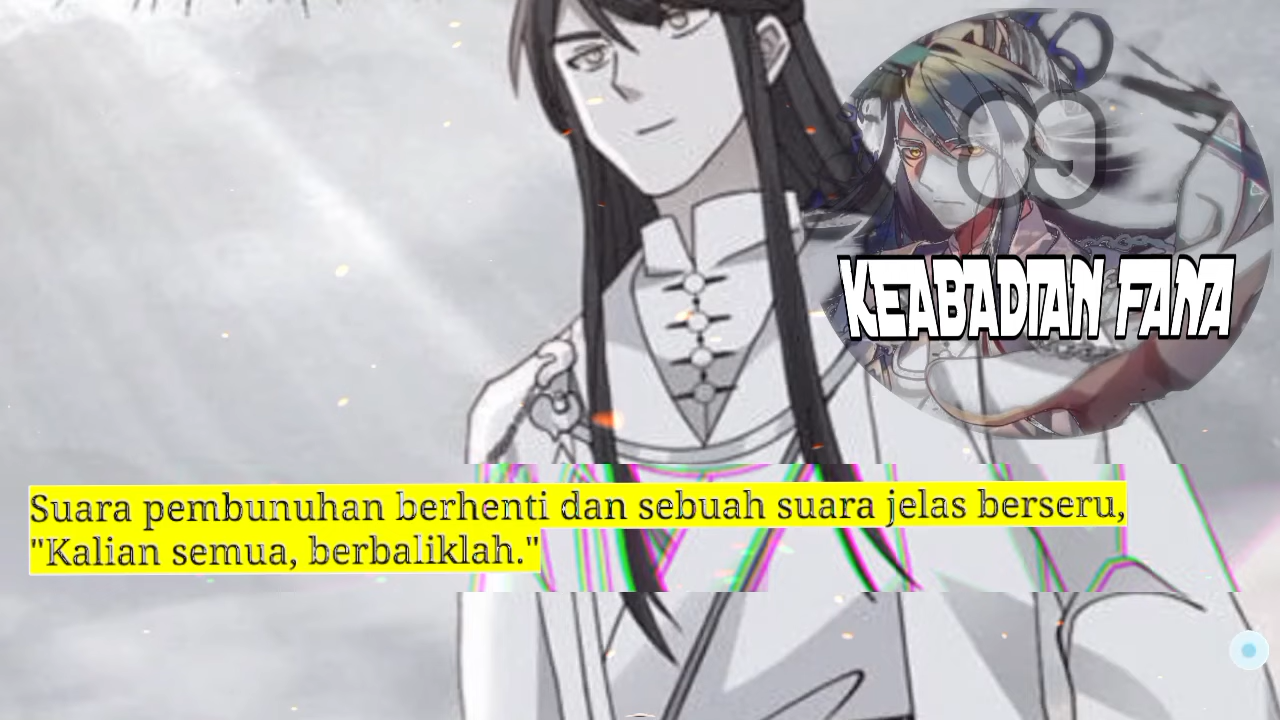 KEABADIAN FANA
Suara pembunuhan berhenti dan sebuah suara jelas berseru,
"Kalian semua, berbaliklah."